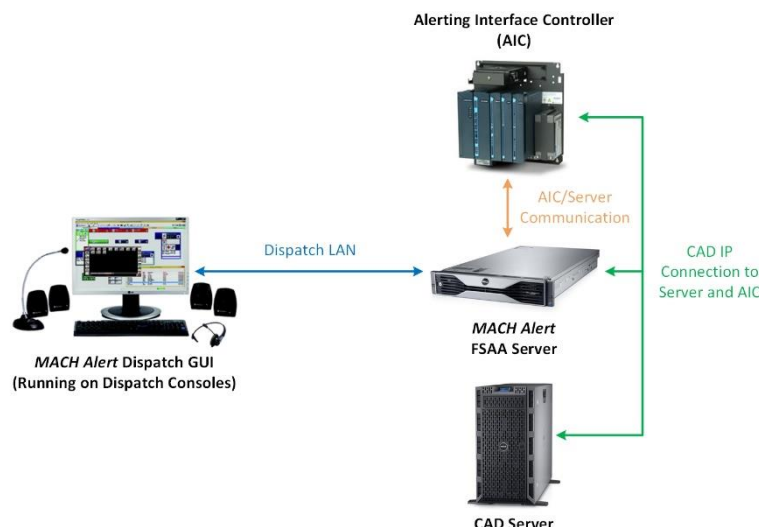 Alerting Interface Controller
(AIC)
AIC/Server
Communication
Dispatch LAN
CAD IP
Connection to
Server and AIC
MACH Alert
FSAA Server
MACH Alert Dispatch GUI
(Running on Dispatch Consoles)
CAD Server